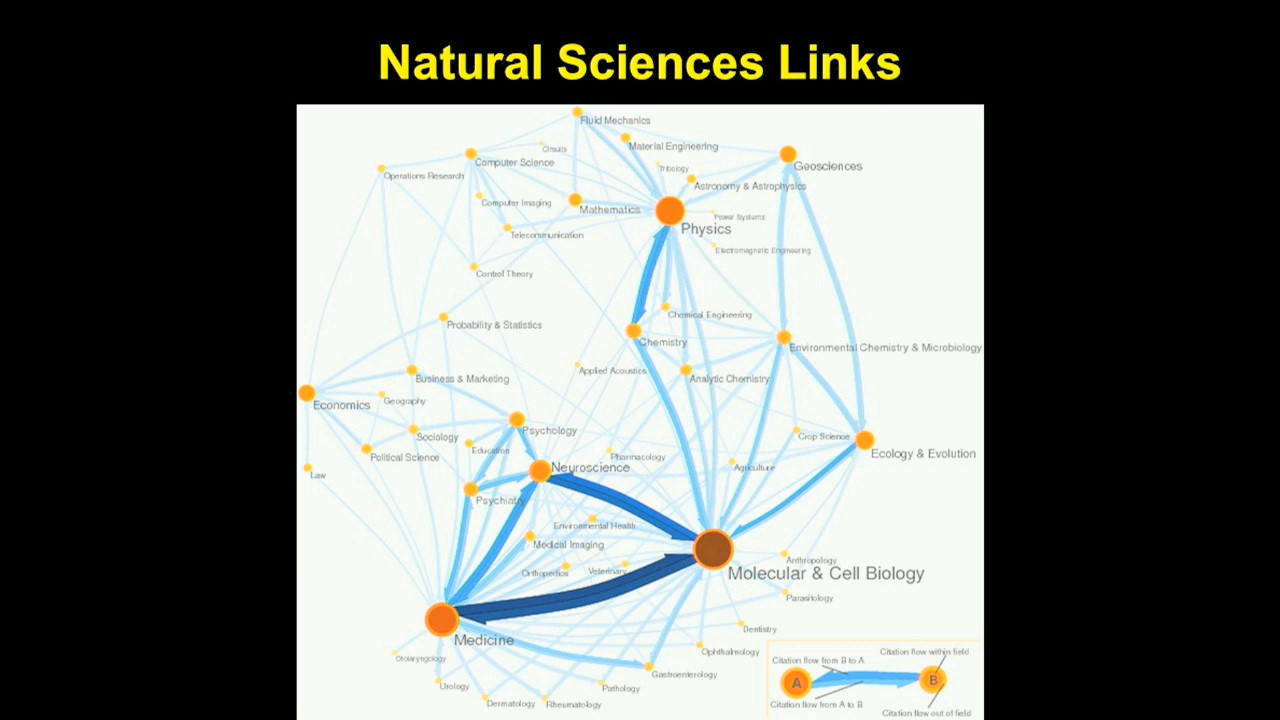 Natural Sciences Links
Fluid Mechanics
Circuits
Material Engineering
Computer Science
Tribology
Geosciences
Operations Research
Astronomy & Astrophysics
Computer Imaging
Mathematics
Power Systems
Physics
Telecommunication
Electromagnetic Engineering
Control Theory
Chemical Engineering
Probability & Statistics
Chemistry
Environmental Chemistry & Microbiology
Applied Acoustics
Business & Marketing
Analytic Chemistry
Geography
Economics
Psychology
Sociology
Crop Science
Education
Ecology & Evolution
Political Science
Pharmacology
Neuroscience
Agriculture
Law
Psychiatry
Environmental Health
Medical Imaging
Anthropology
Orthopedics
Veterinary
Molecular & Cell Biology
Parasitology
Dentistry
Medicine
Ophthalmology
Otolaryngology
Gastroenterology
Urology
Pathology
Dermatology
Rheumatology
Citation flow from B to A
Citation flow within field
A
B
Citation flow from A to B
Citation flow out of field